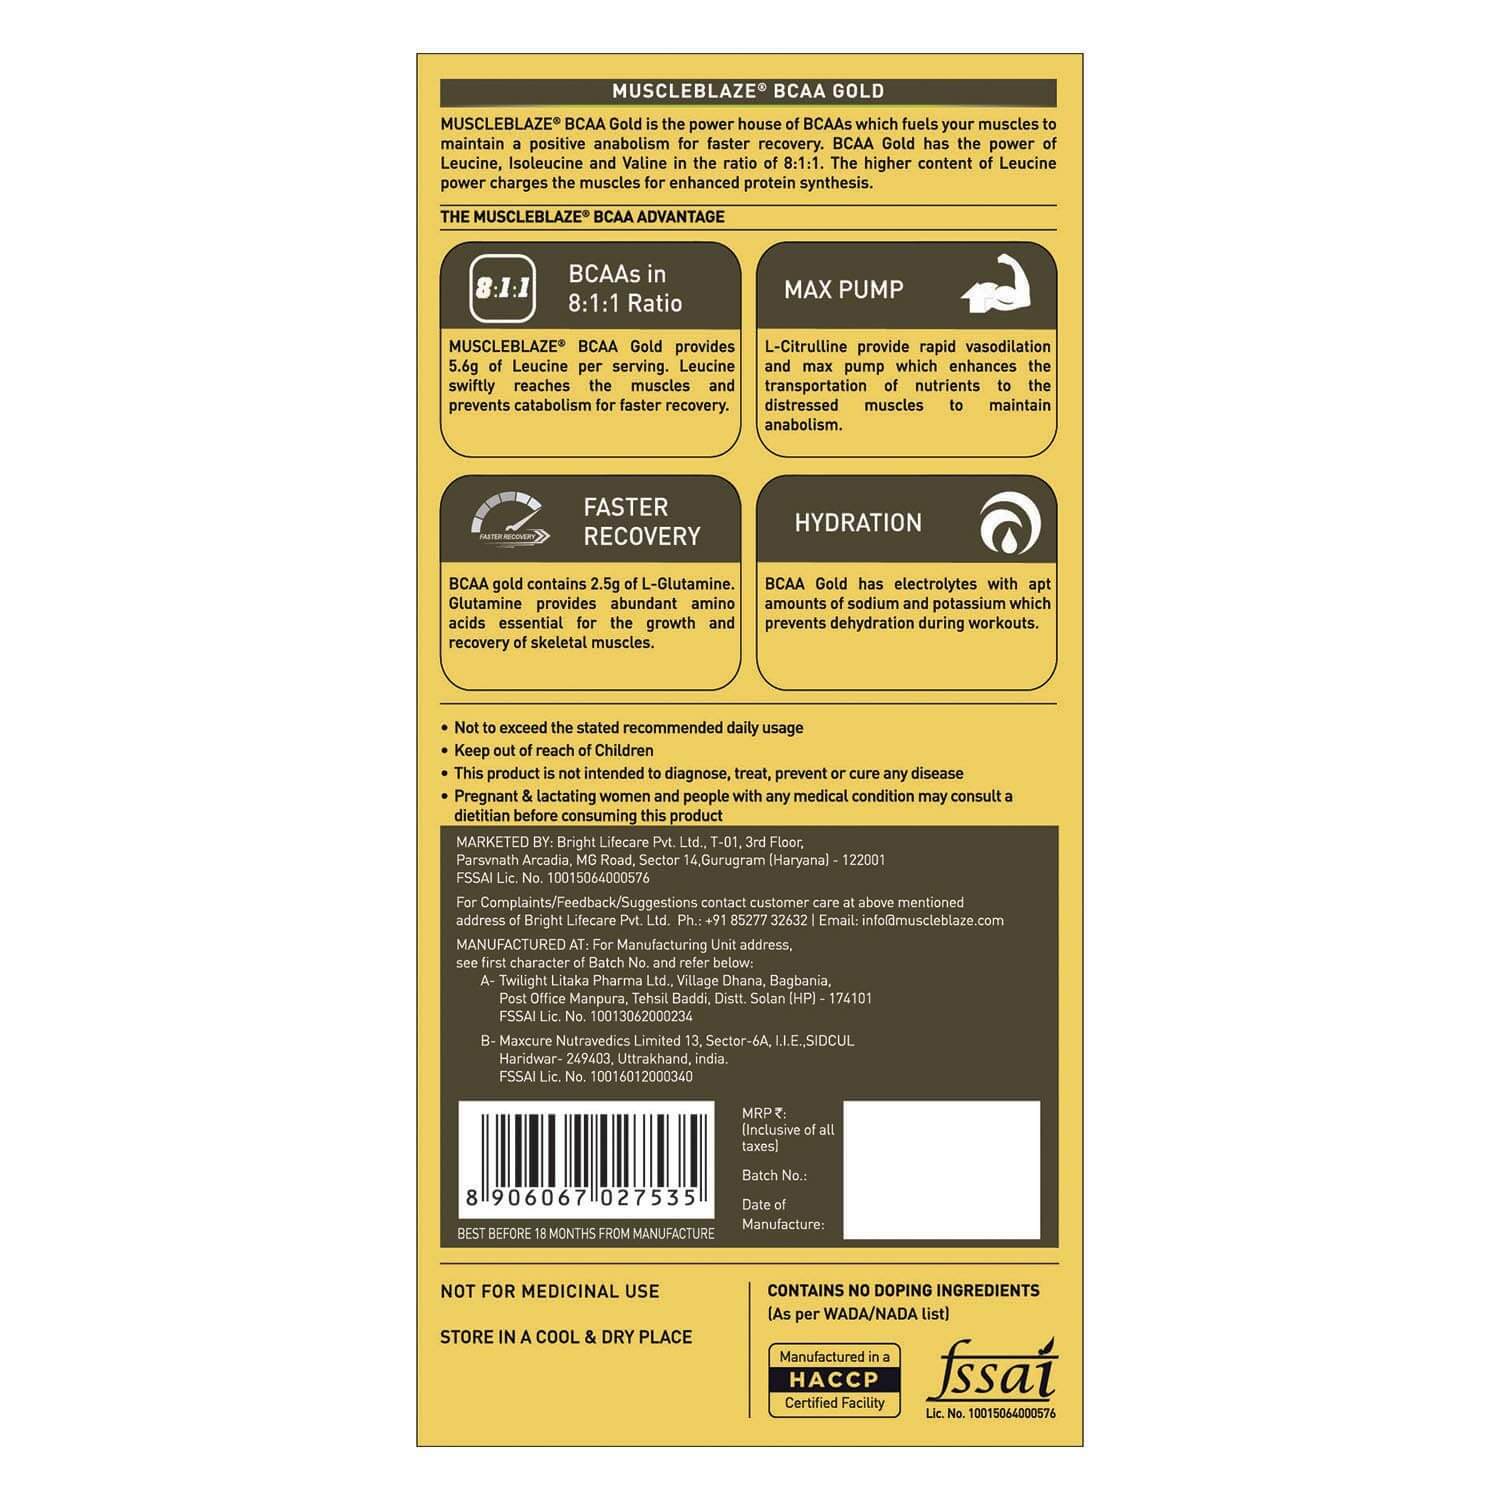 MUSCLEBLAZE® BCAA GOLD
MUSCLEBLAZE® BCAA Gold is the power house of BCAAs which fuels your muscles to
maintain a positive anabolism for faster recovery. BCAA Gold has the power of
Leucine, Isoleucine and Valine in the ratio of 8:1:1. The higher content of Leucine
power charges the muscles for enhanced protein synthesis.
THE MUSCLEBLAZE® BCAA ADVANTAGE
8:1:1
BCAAs in
8:1:1 Ratio
MUSCLEBLAZE® BCAA Gold provides
5.6g of Leucine per serving. Leucine
swiftly reaches the muscles and
prevents catabolism for faster recovery.
MAX PUMP
L-Citrulline provide rapid vasodilation
and max pump which enhances the
transportation of nutrients to the
distressed muscles to maintain
anabolism.
FASTER RECOVERY
FASTER
RECOVERY
BCAA gold contains 2.5g of L-Glutamine.
Glutamine provides abundant amino
acids essential for the growth and
recovery of skeletal muscles.
HYDRATION
BCAA Gold has electrolytes with apt
amounts of sodium and potassium which
prevents dehydration during workouts.
• Not to exceed the stated recommended daily usage
• Keep out of reach of Children
• This product is not intended to diagnose, treat, prevent or cure any disease
• Pregnant & lactating women and people with any medical condition may consult a
dietitian before consuming this product
MARKETED BY: Bright Lifecare Pvt. Ltd., T-01, 3rd Floor,
Parsvnath Arcadia, MG Road, Sector 14,Gurugram (Haryana) - 122001
FSSAI Lic. No. 10015064000576
For Complaints/Feedback/Suggestions contact customer care at above mentioned
address of Bright Lifecare Pvt. Ltd. Ph.: +91 85277 32632 | Email: info@muscleblaze.com
MANUFACTURED AT: For Manufacturing Unit address,
see first character of Batch No. and refer below:
A- Twilight Litaka Pharma Ltd., Village Dhana, Bagbania,
Post Office Manpura, Tehsil Baddi, Distt. Solan (HP) - 174101
FSSAI Lic. No. 10013062000234
B- Maxcure Nutravedics Limited 13, Sector-6A, I.I.E.,SIDCUL
Haridwar- 249403, Uttrakhand, india.
FSSAI Lic. No. 10016012000340
8 906067 027535
BEST BEFORE 18 MONTHS FROM MANUFACTURE
MRP ₹:
(Inclusive of all
taxes)
Batch No.:
Date of
Manufacture:
NOT FOR MEDICINAL USE
STORE IN A COOL & DRY PLACE
CONTAINS NO DOPING INGREDIENTS
(As per WADA/NADA list)
Manufactured in a
HACCP
Certified Facility
fssai
Lic. No. 10015064000576